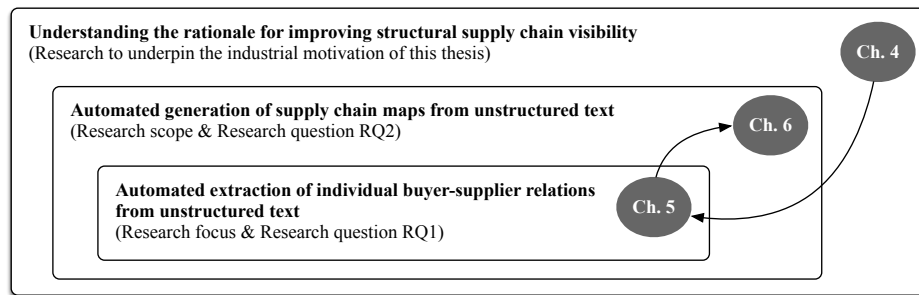 Understanding the rationale for improving structural supply chain visibility
(Research to underpin the industrial motivation of this thesis)
Ch. 4
Automated generation of supply chain maps from unstructured text
(Research scope & Research question RQ2)
Ch. 6
Automated extraction of individual buyer-supplier relations
from unstructured text
(Research focus & Research question RQ1)
Ch. 5